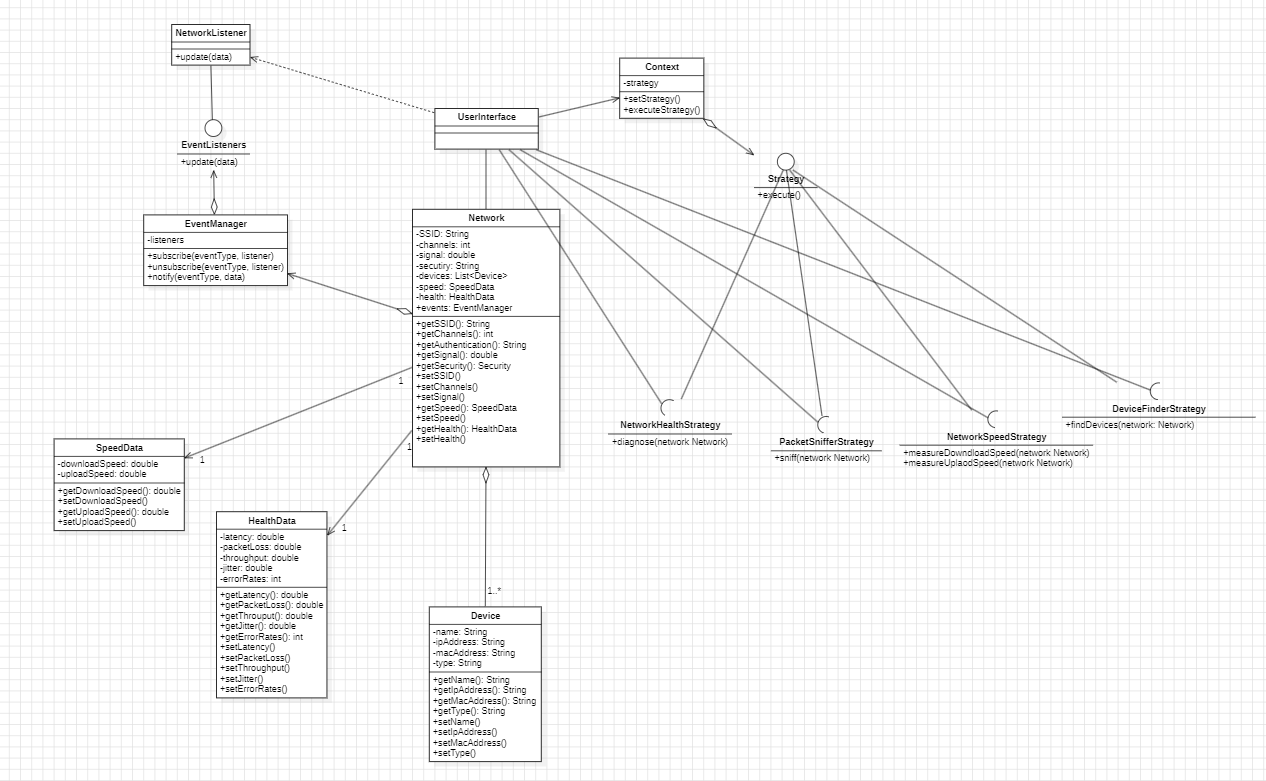 NetworkListener
+update(data)
EventListeners
+update(data)
EventManager
-listeners
+subscribe(eventType, listener)
+unsubscribe(eventType, listener)
+notify(eventType, data)
UserInterface
Context
-strategy
+setStrategy()
+executeStrategy()
Strategy
+execute()
Network
-SSID: String
-channels: int
-signal: double
-secutiry: String
-devices: List<Device>
-speed: SpeedData
-health: HealthData
+events: EventManager
+getSSID(): String
+getChannels(): int
+getAuthentication(): String
+getSignal(): double
+getSecurity(): Security
+setSSID()
+setChannels()
+setSignal()
+getSpeed(): SpeedData
+setSpeed()
+getHealth(): HealthData
+setHealth()
1
1
1
1
1..*
SpeedData
-downloadSpeed: double
-uploadSpeed: double
+getDownloadSpeed(): double
+setDownloadSpeed()
+getUploadSpeed(): double
+setUploadSpeed()
HealthData
-latency: double
-packetLoss: double
-throughput: double
-jitter: double
-errorRates: int
+getLatency(): double
+getPacketLoss(): double
+getThrouput(): double
+getJitter(): double
+getErrorRates(): int
+setLatency()
+setPacketLoss()
+setThroughput()
+setJitter()
+setErrorRates()
Device
-name: String
-ipAddress: String
-macAddress: String
-type: String
+getName(): String
+getIpAddress(): String
+getMacAddress(): String
+getType(): String
+setName()
+setIpAddress()
+setMacAddress()
+setType()
NetworkHealthStrategy
+diagnose(network Network)
PacketSnifferStrategy
+sniff(network Network)
NetworkSpeedStrategy
+measureDowndloadSpeed(network Network)
+measureUplaodSpeed(network Network)
DeviceFinderStrategy
+findDevices(network: Network)